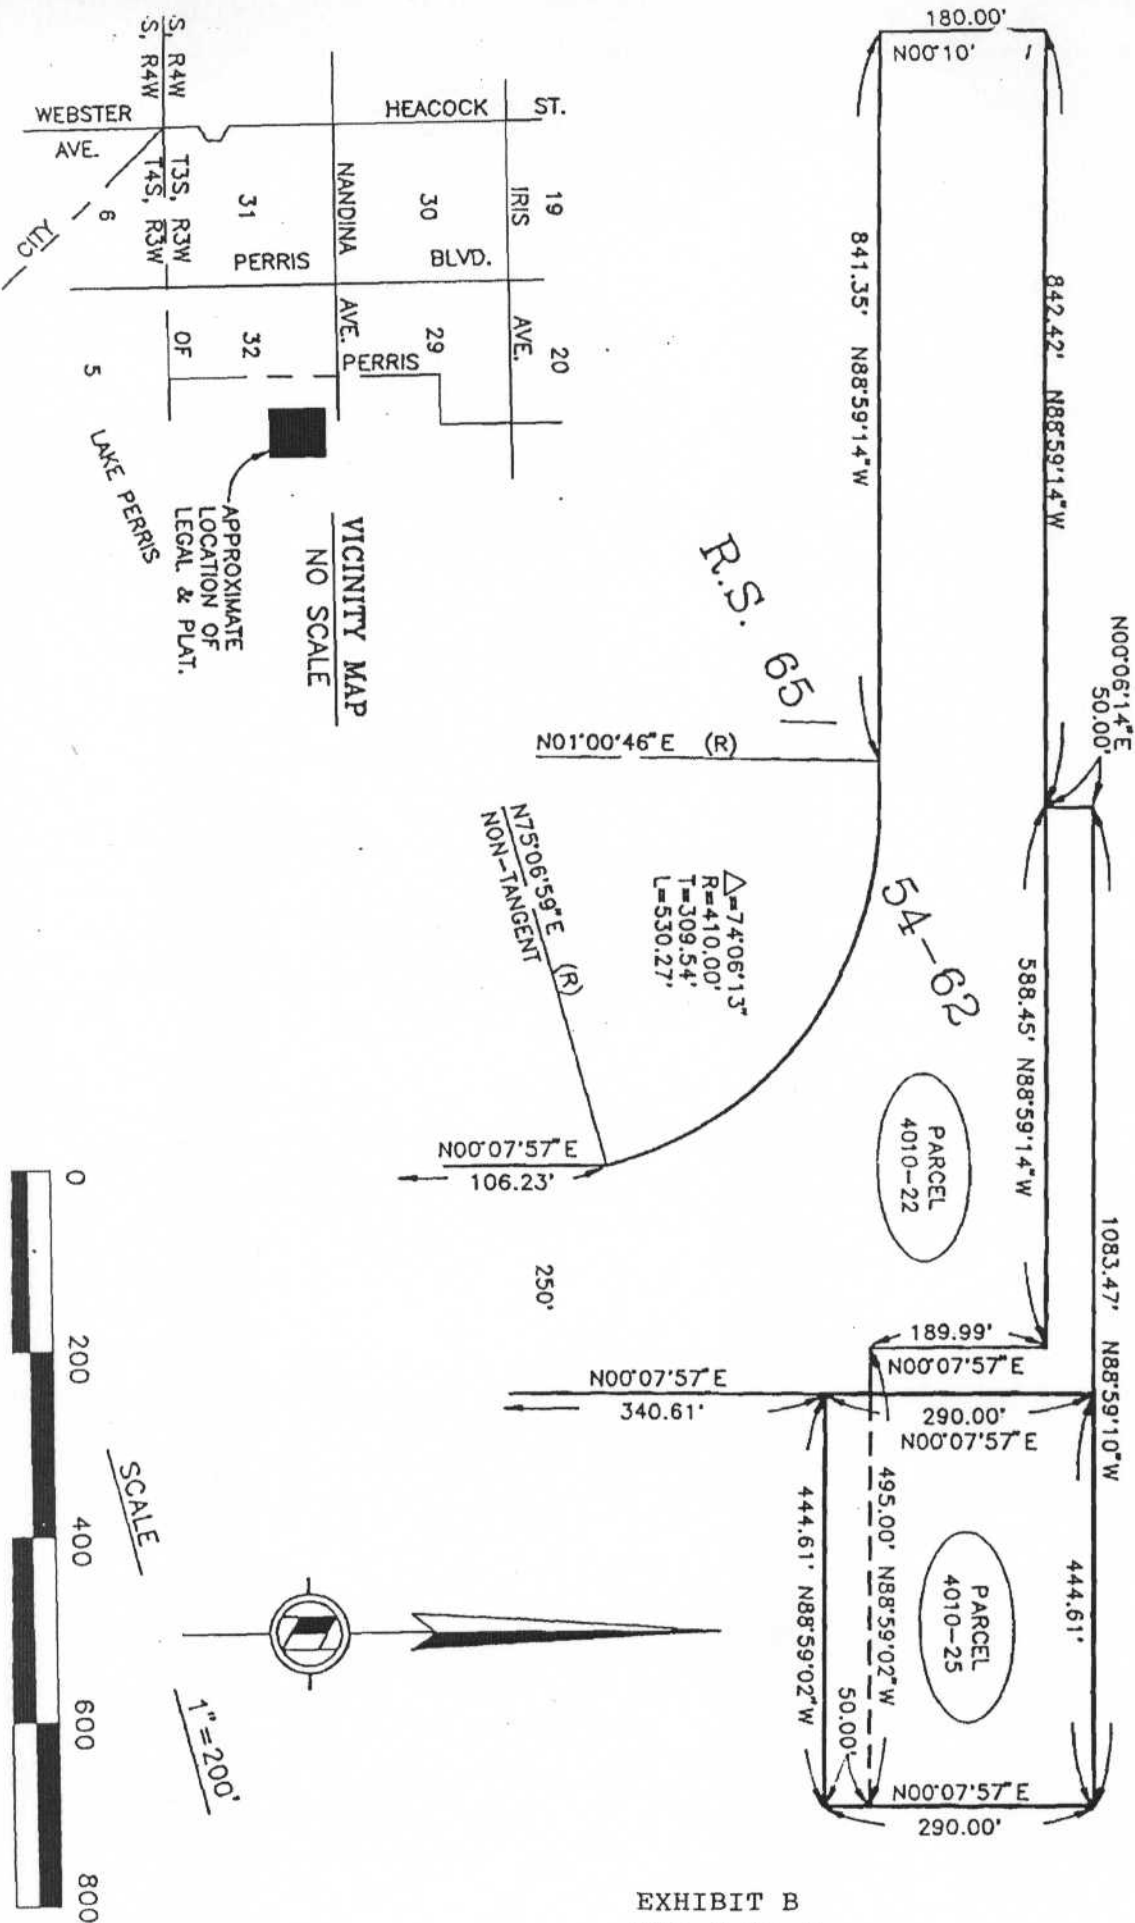 180.00'
N00°10'
S, R4W
S, R4W
WEBSTER
AVE.
HEACOCK
ST.
T3S, R3W
T4S, R3W
31
NANDINA
30
IRIS
19
6
CITY
PERRIS
BLVD.
5
OF
32
AVE.
PERRIS
29
AVE.
20
LAKE PERRIS
APPROXIMATE
LOCATION OF
LEGAL & PLAT.
VICINITY MAP
NO SCALE
841.35' N88°59'14"W
842.42' N88°59'14"W
N00°06'14"E
50.00'
R.S. 65/
54-62
N01°00'46"E (R)
N75°06'59"E (R)
NON-TANGENT
△=74°06'13"
R=410.00'
T=309.54'
L=530.27'
588.45' N88°59'14"W
PARCEL
4010-22
N00°07'57"E
106.23'
250'
1083.47' N88°59'10"W
189.99'
N00°07'57"E
N00°07'57"E
340.61'
290.00'
N00°07'57"E
444.61' N88°59'02"W
495.00' N88°59'02"W
PARCEL
4010-25
444.61'
50.00'
N00°07'57"E
290.00'
0
200
400
600
800
SCALE
1"=200'
EXHIBIT B